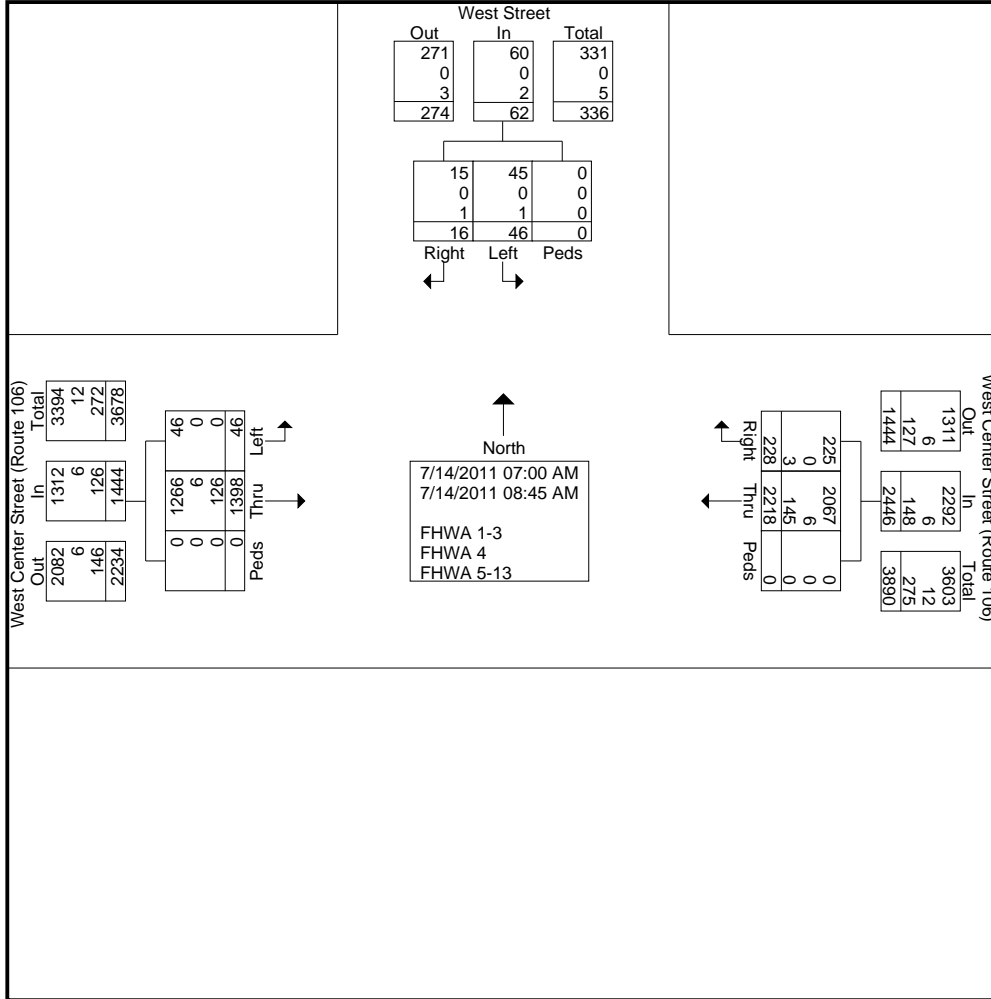 West Street
Out In Total
271 60 331
0 0 0
3 2 5
274 62 336
15 45 0
0 0 0
1 1 0
16 46 0
Right Left Peds
West Center Street (Route 106)
Total
3394
12
272
3678
In
1312
6
126
1444
Out
2082
6
146
2234
46
0
0
46
Left
1266
6
126
1398
Thru
0
0
0
0
Peds
North
7/14/2011 07:00 AM
7/14/2011 08:45 AM
FHWA 1-3
FHWA 4
FHWA 5-13
Right
225
0
3
228
Thru
2067
6
145
2218
Peds
0
0
0
0
West Center Street (Route 106)
Out
1311
6
127
1444
In
2292
6
148
2446
Total
3603
12
275
3890